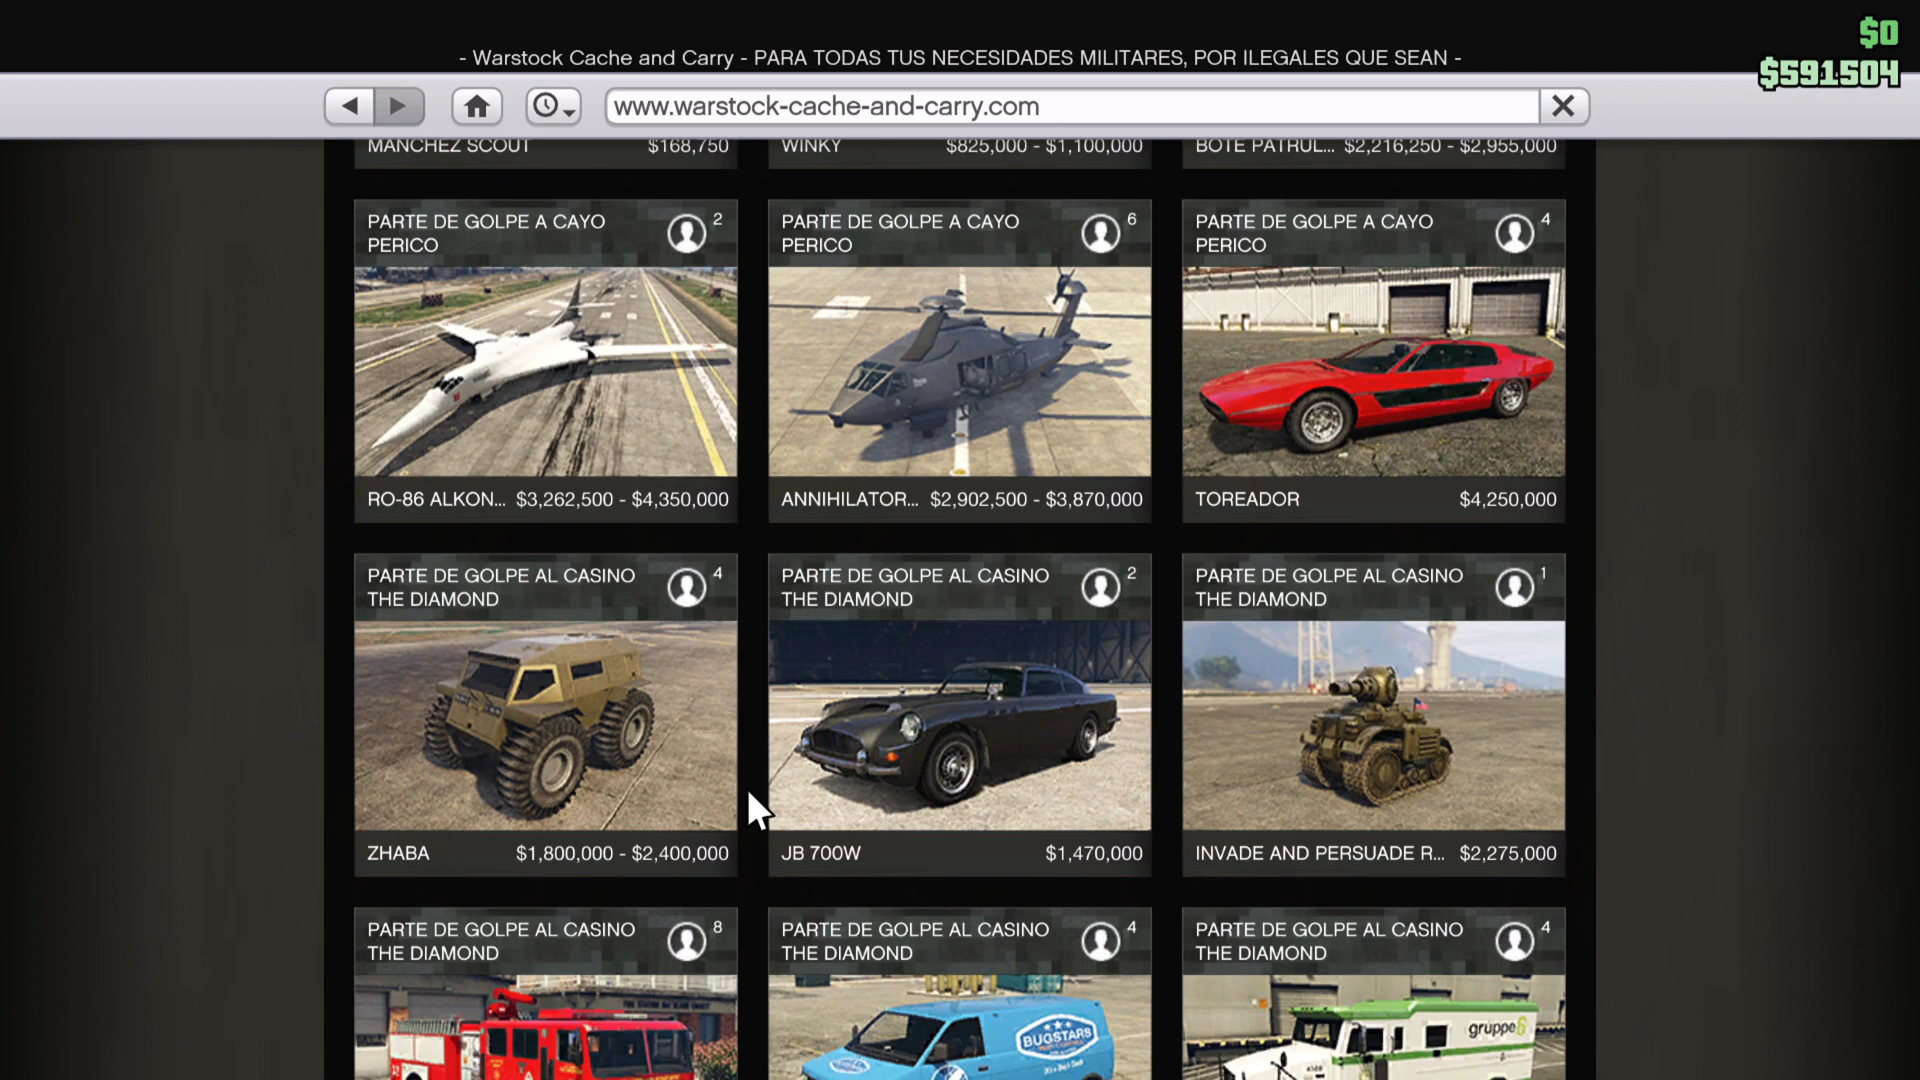 $0
- Warstock Cache and Carry - PARA TODAS TUS NECESIDADES MILITARES, POR ILEGALES QUE SEAN -
$591504
www.warstock-cache-and-carry.com
MANCHEZ SCOUT $168,750
WINKY $825,000 - $1,100,000
BOTE PATRUL... $2,216,250 - $2,955,000
PARTE DE GOLPE A CAYO
PERICO
2
PARTE DE GOLPE A CAYO
PERICO
6
PARTE DE GOLPE A CAYO
PERICO
4
RO-86 ALKON... $3,262,500 - $4,350,000
ANNIHILATOR... $2,902,500 - $3,870,000
TOREADOR $4,250,000
PARTE DE GOLPE AL CASINO
THE DIAMOND
4
PARTE DE GOLPE AL CASINO
THE DIAMOND
2
PARTE DE GOLPE AL CASINO
THE DIAMOND
1
ZHABA $1,800,000 - $2,400,000
JB 700W $1,470,000
INVADE AND PERSUADE R... $2,275,000
PARTE DE GOLPE AL CASINO
THE DIAMOND
8
PARTE DE GOLPE AL CASINO
THE DIAMOND
4
PARTE DE GOLPE AL CASINO
THE DIAMOND
4
BUGSTARS
gruppe6